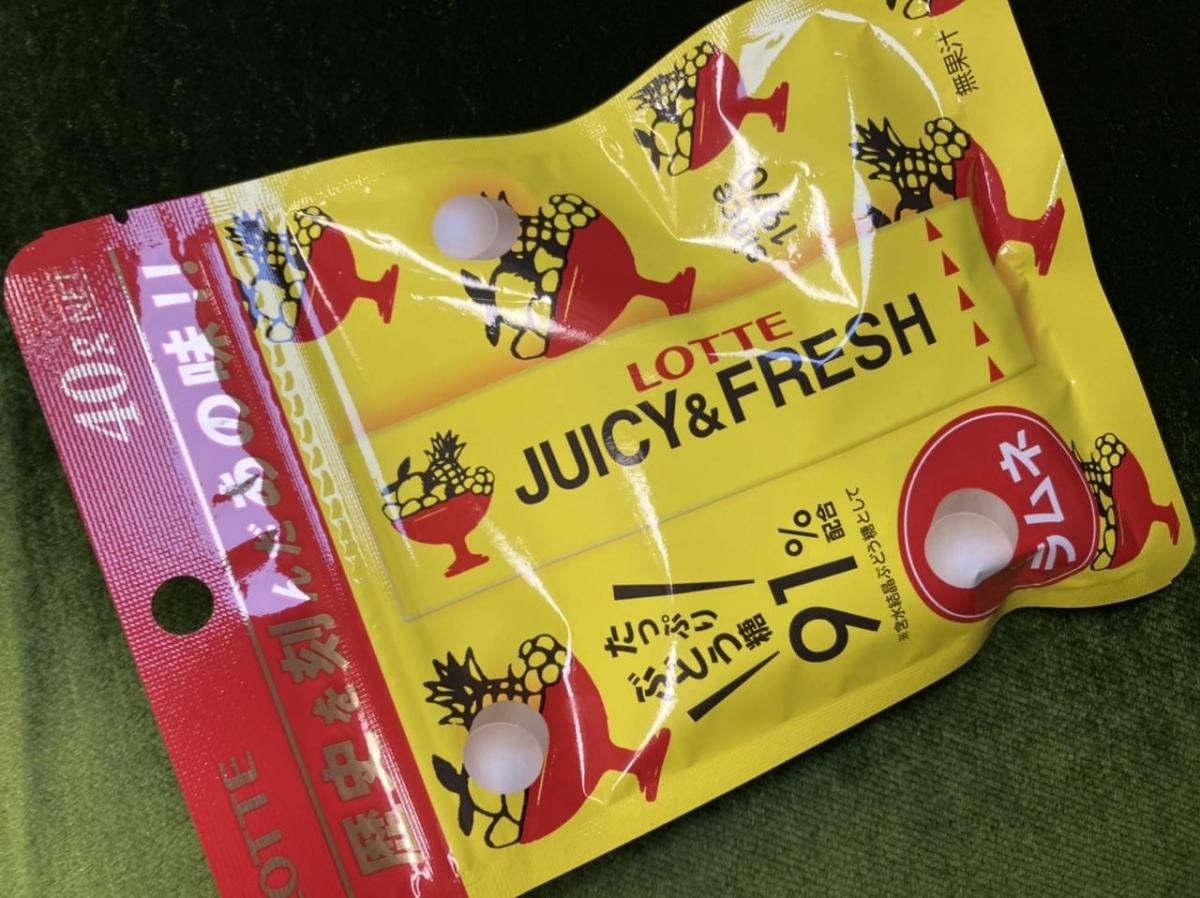 LOTTE
40g NET
歴史を刻んだあの味!!
LOTTE
JUICY&FRESH
Since
1970
無果汁
たっぷり
ぶどう糖
91%
配合
※含水結晶ぶどう糖として
ラムネ